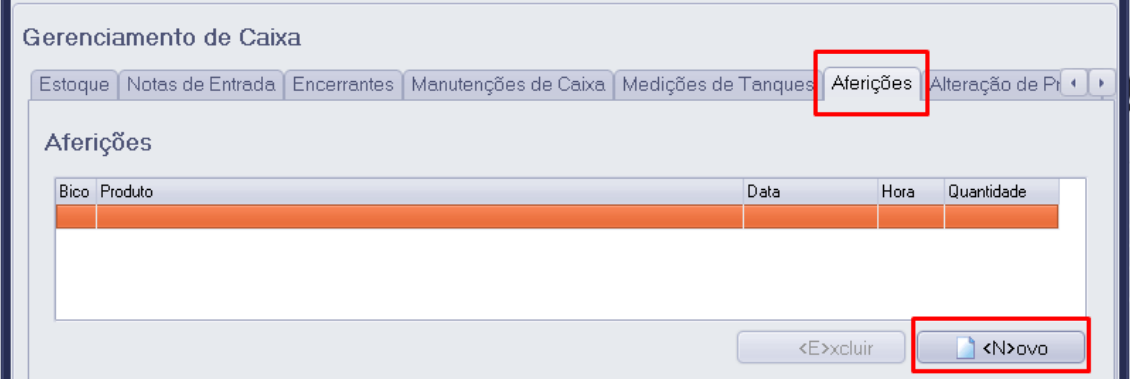 Gerenciamento de Caixa
Estoque Notas de Entrada Encerrantes Manutenções de Caixa Medições de Tanques Aferições Alteração de Pr
Aferições
Bico Produto Data Hora Quantidade
<E>xcluir <N>ovo